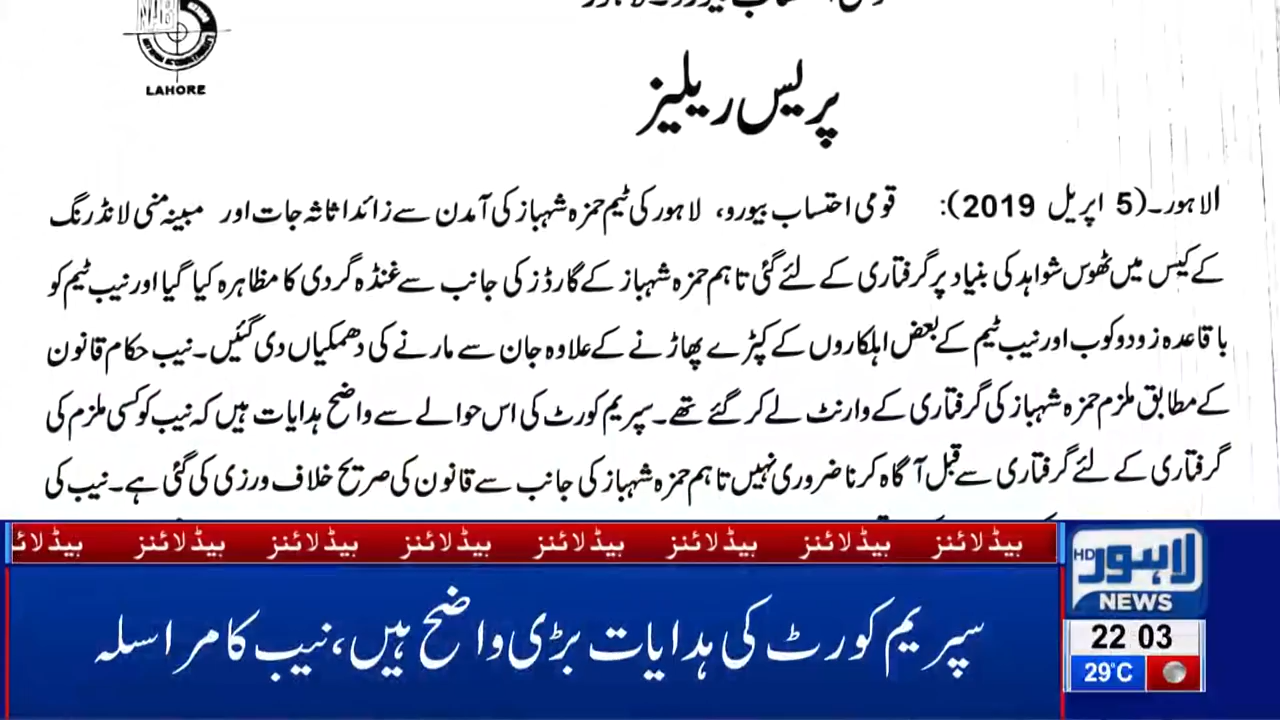 NAB
LAHORE
پریس ریلیز
لاہور۔(5 اپریل 2019): قومی احتساب بیورو، لاہور کی ٹیم حمزہ شہباز کی آمدن سے زائد اثاثہ جات اور مبینہ منی لانڈرنگ
کے کیس میں ٹھوس شواہد کی بنیاد پر گرفتاری کے لئے گئی تاہم حمزہ شہباز کے گارڈز کی جانب سے غنڈہ گردی کا مظاہرہ کیا گیا اور نیب ٹیم کو
باقاعدہ زودوکوب اور نیب ٹیم کے بعض اہلکاروں کے کپڑے پھاڑنے کے علاوہ جان سے مارنے کی دھمکیاں دی گئیں۔ نیب حکام قانون
کے مطابق ملزم حمزہ شہباز کی گرفتاری کے وارنٹ لے کر گئے تھے۔ سپریم کورٹ کی اس حوالے سے واضح ہدایات ہیں کہ نیب کو کسی ملزم کی
گرفتاری کے لئے گرفتاری سے قبل آگاہ کرنا ضروری نہیں تاہم حمزہ شہباز کی جانب سے قانون کی صریح خلاف ورزی کی گئی ہے۔ نیب کی
ہیڈلائنز ہیڈلائنز ہیڈلائنز ہیڈلائنز ہیڈلائنز ہیڈلائنز ہیڈلائنز
سپریم کورٹ کی ہدایات بڑی واضح ہیں، نیب کا مراسلہ
لاہور HD
NEWS
22 03
29°C